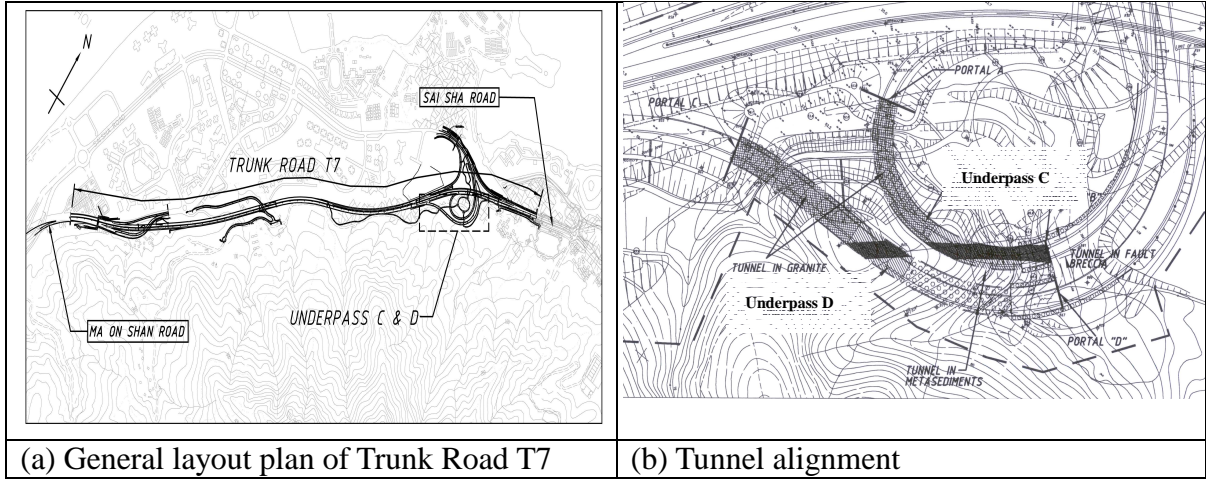 N
SAI SHA ROAD
TRUNK ROAD T7
UNDERPASS C & D
MA ON SHAN ROAD
(a) General layout plan of Trunk Road T7
PORTAL A
PORTAL C
Underpass C
TUNNEL IN FAULT
BRECCIA
TUNNEL IN GRANITE
Underpass D
PORTAL "D"
TUNNEL IN
METASEDIMENTS
(b) Tunnel alignment